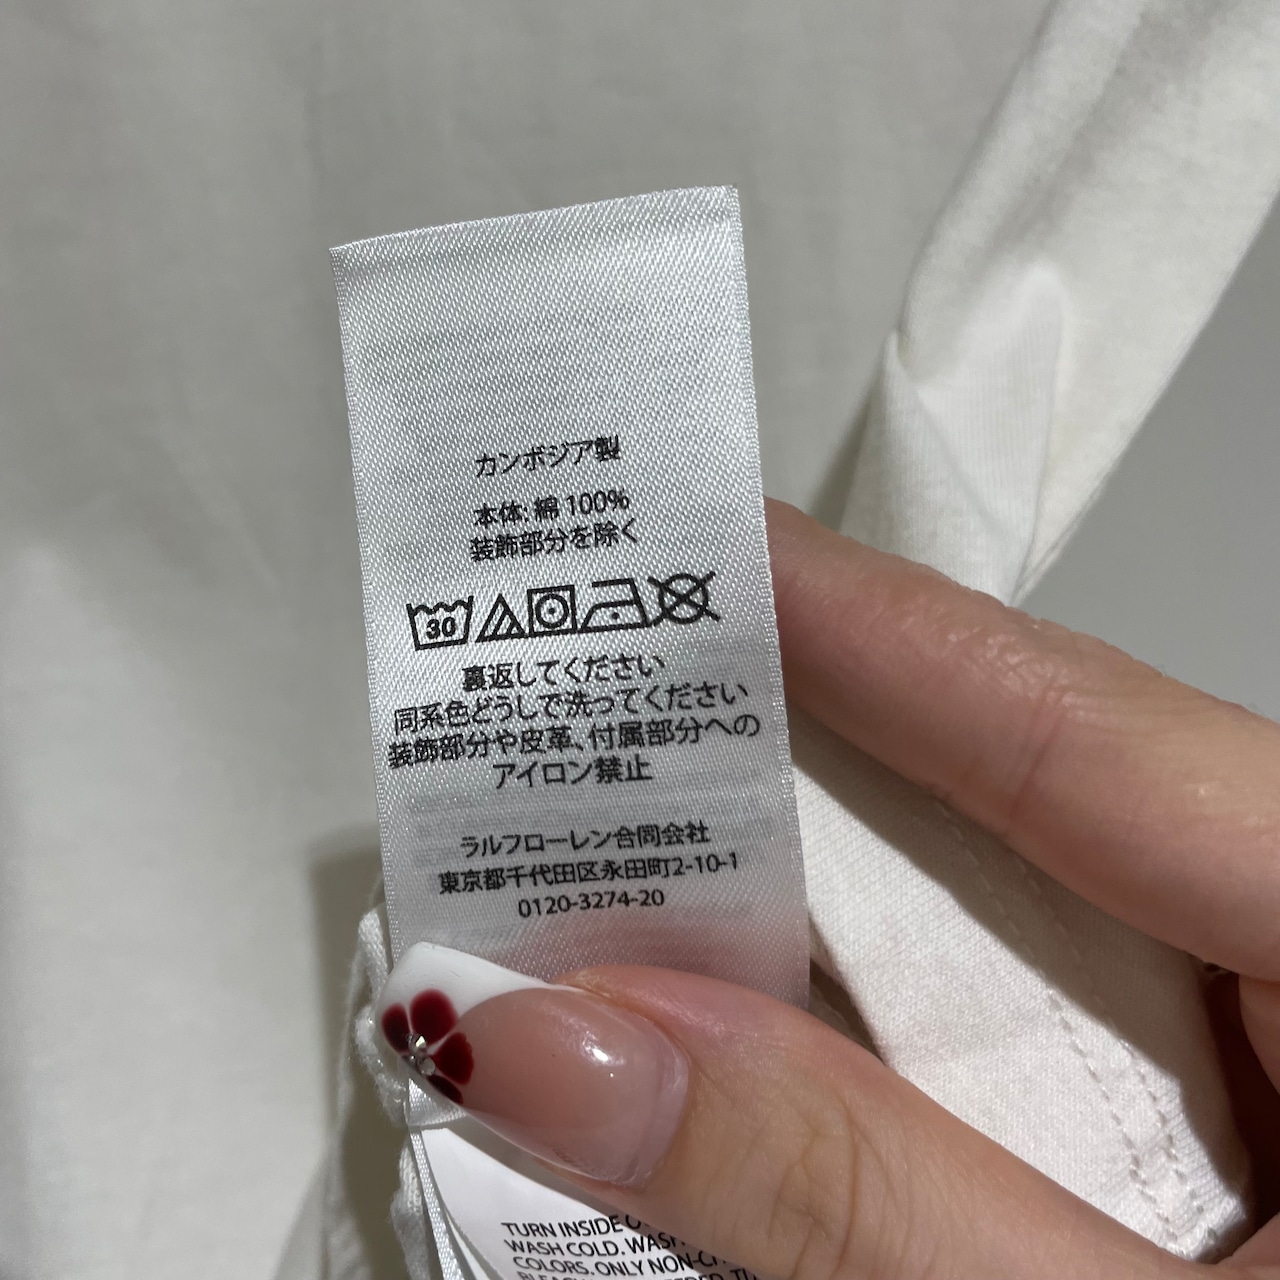 カンボジア製
本体: 綿 100%
装飾部分を除く
30
裏返してください
同系色どうしで洗ってください
装飾部分や皮革、付属部分への
アイロン禁止
ラルフローレン合同会社
東京都千代田区永田町2-10-1
0120-3274-20
TURN INSIDE
WASH COLD. WASH
COLORS. ONLY